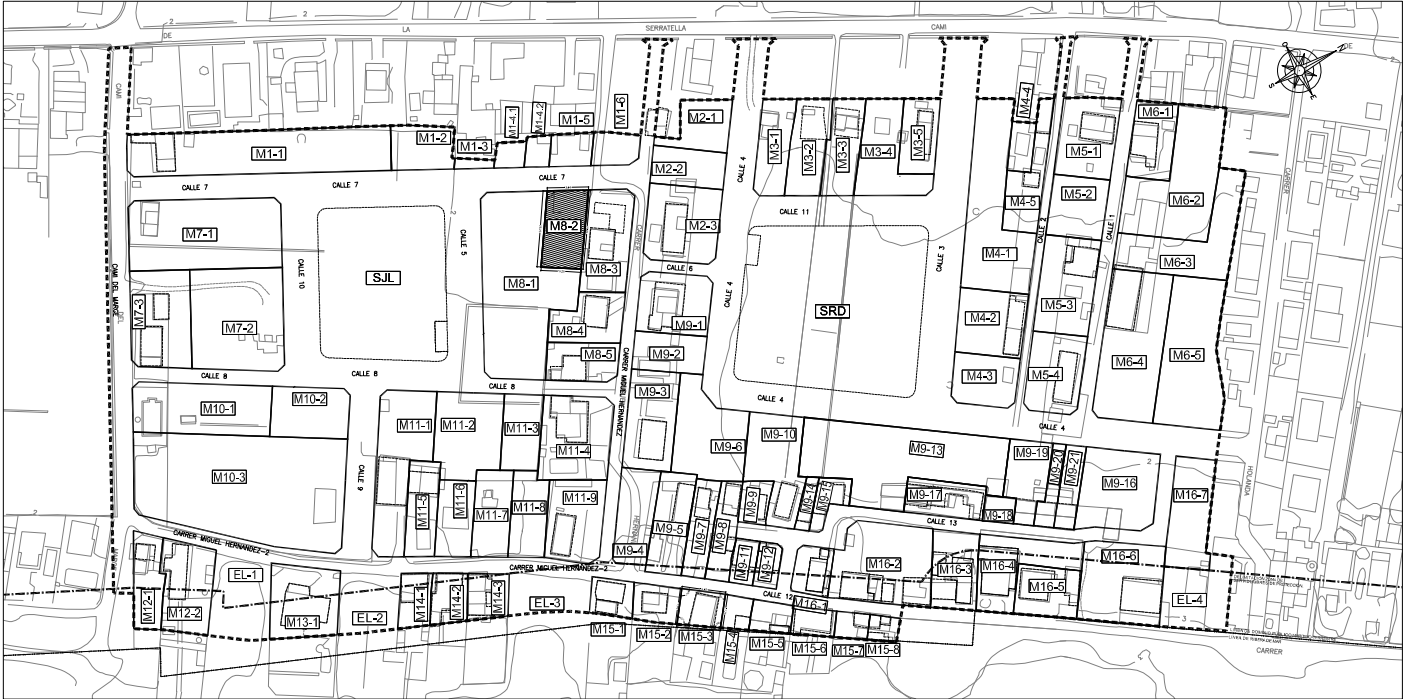 2
2
DE
LA
SERRATELLA
CAMI
DE
CAMI
M1-1
M1-2
M1-3
M1-4.1
M1-4.2
M1-5
M1-6
M2-1
M2-2
M2-3
M3-1
M3-2
M3-3
M3-4
M3-5
M4-4
M4-5
M4-1
M4-2
M4-3
M5-1
M5-2
M5-3
M5-4
M6-1
M6-2
M6-3
M6-4
M6-5
CALLE 7
CALLE 7
CALLE 7
CALLE 4
CALLE 11
CALLE 2
CALLE 1
CARRER
M7-1
M7-2
M7-3
CALLE 10
SJL
2
CALLE 5
M8-1
M8-2
M8-3
M8-4
M8-5
CARRER
CALLE 6
CALLE 4
SRD
CALLE 3
CAMI DEL MARGE
DEL
M9-1
M9-2
M9-3
CARRER MIGUEL HERNANDEZ
CALLE 8
CALLE 8
CALLE 8
CALLE 4
CALLE 4
M10-1
M10-2
M10-3
CALLE 9
M11-1
M11-2
M11-3
M11-4
M11-5
M11-6
M11-7
M11-8
M11-9
M9-6
M9-10
M9-13
M9-19
M9-20
M9-21
M9-16
2
M16-7
HOLANDA
M9-4
M9-5
M9-7
M9-8
M9-9
M9-14
M9-15
M9-17
M9-18
CALLE 13
M9-11
M9-12
HERNAN
2
CARRER MIGUEL HERNANDEZ-2
CARRER MIGUEL HERNANDEZ-2
CALLE 12
M12-1
M12-2
EL-1
M13-1
EL-2
M14-1
M14-2
M14-3
EL-3
M15-1
M15-2
M15-3
M15-4
M15-5
M15-6
M15-7
M15-8
M16-1
M16-2
M16-3
M16-4
M16-5
M16-6
EL-4
3
CARRER